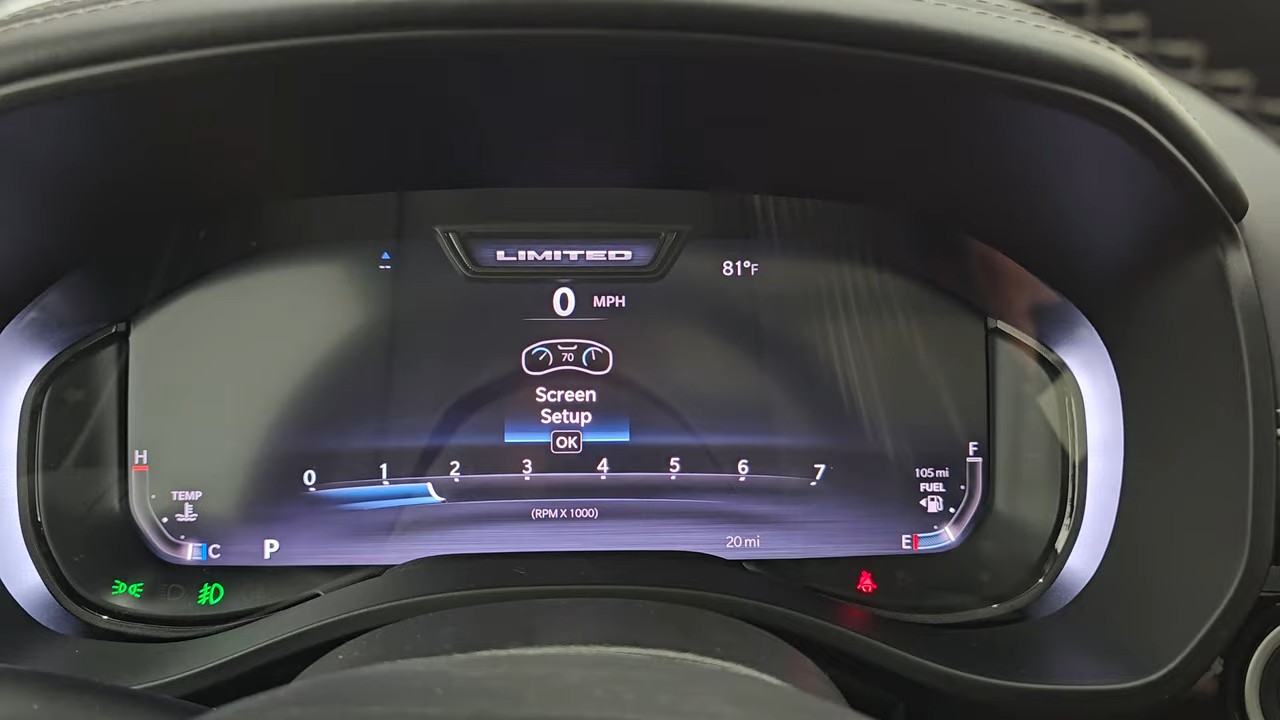 LIMITED
81°F
0 MPH
70
Screen
Setup
OK
0 1 2 3 4 5 6 7
(RPM X 1000)
H
TEMP
C
P
F
105 mi
FUEL
E
20 mi